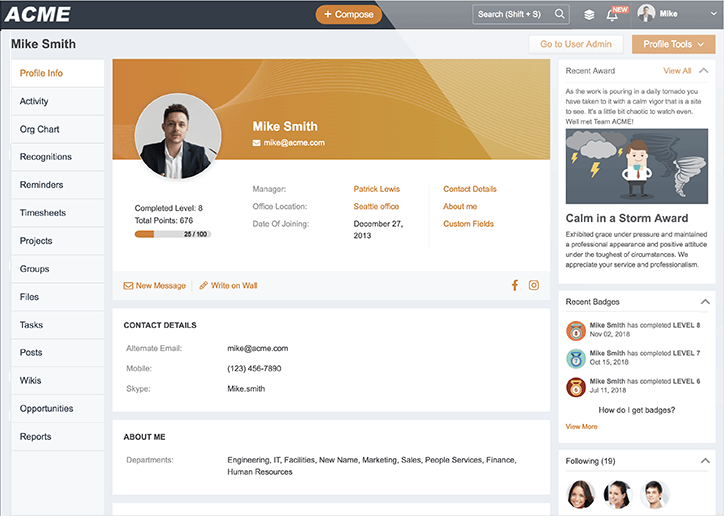 ACME
+ Compose
Search (Shift + S)
NEW
Mike
Mike Smith
Go to User Admin
Profile Tools
Profile Info
Activity
Org Chart
Recognitions
Reminders
Timesheets
Projects
Groups
Files
Tasks
Posts
Wikis
Opportunities
Reports
Mike Smith
mike@acme.com
Completed Level: 8
Total Points: 676
25 / 100
Manager:
Patrick Lewis
Office Location:
Seattle office
Date Of Joining:
December 27,
2013
Contact Details
About me
Custom Fields
New Message
Write on Wall
CONTACT DETAILS
Alternate Email:
mike@acme.com
Mobile:
(123) 456-7890
Skype:
Mike.smith
ABOUT ME
Departments:
Engineering, IT, Facilities, New Name, Marketing, Sales, People Services, Finance,
Human Resources
Recent Award
View All
As the work is pouring in a daily tornado you
have taken to it with a calm vigor that is a site
to see. It's a little bit chaotic to watch even.
Well met Team ACME!
Calm in a Storm Award
Exhibited grace under pressure and maintained
a professional appearance and positive attitude
under the toughest of circumstances. We
appreciate your service and professionalism.
Recent Badges
Mike Smith has completed LEVEL 8
Nov 02, 2018
Mike Smith has completed LEVEL 7
Oct 15, 2018
Mike Smith has completed LEVEL 6
Jul 11, 2018
How do I get badges?
View More
Following (19)